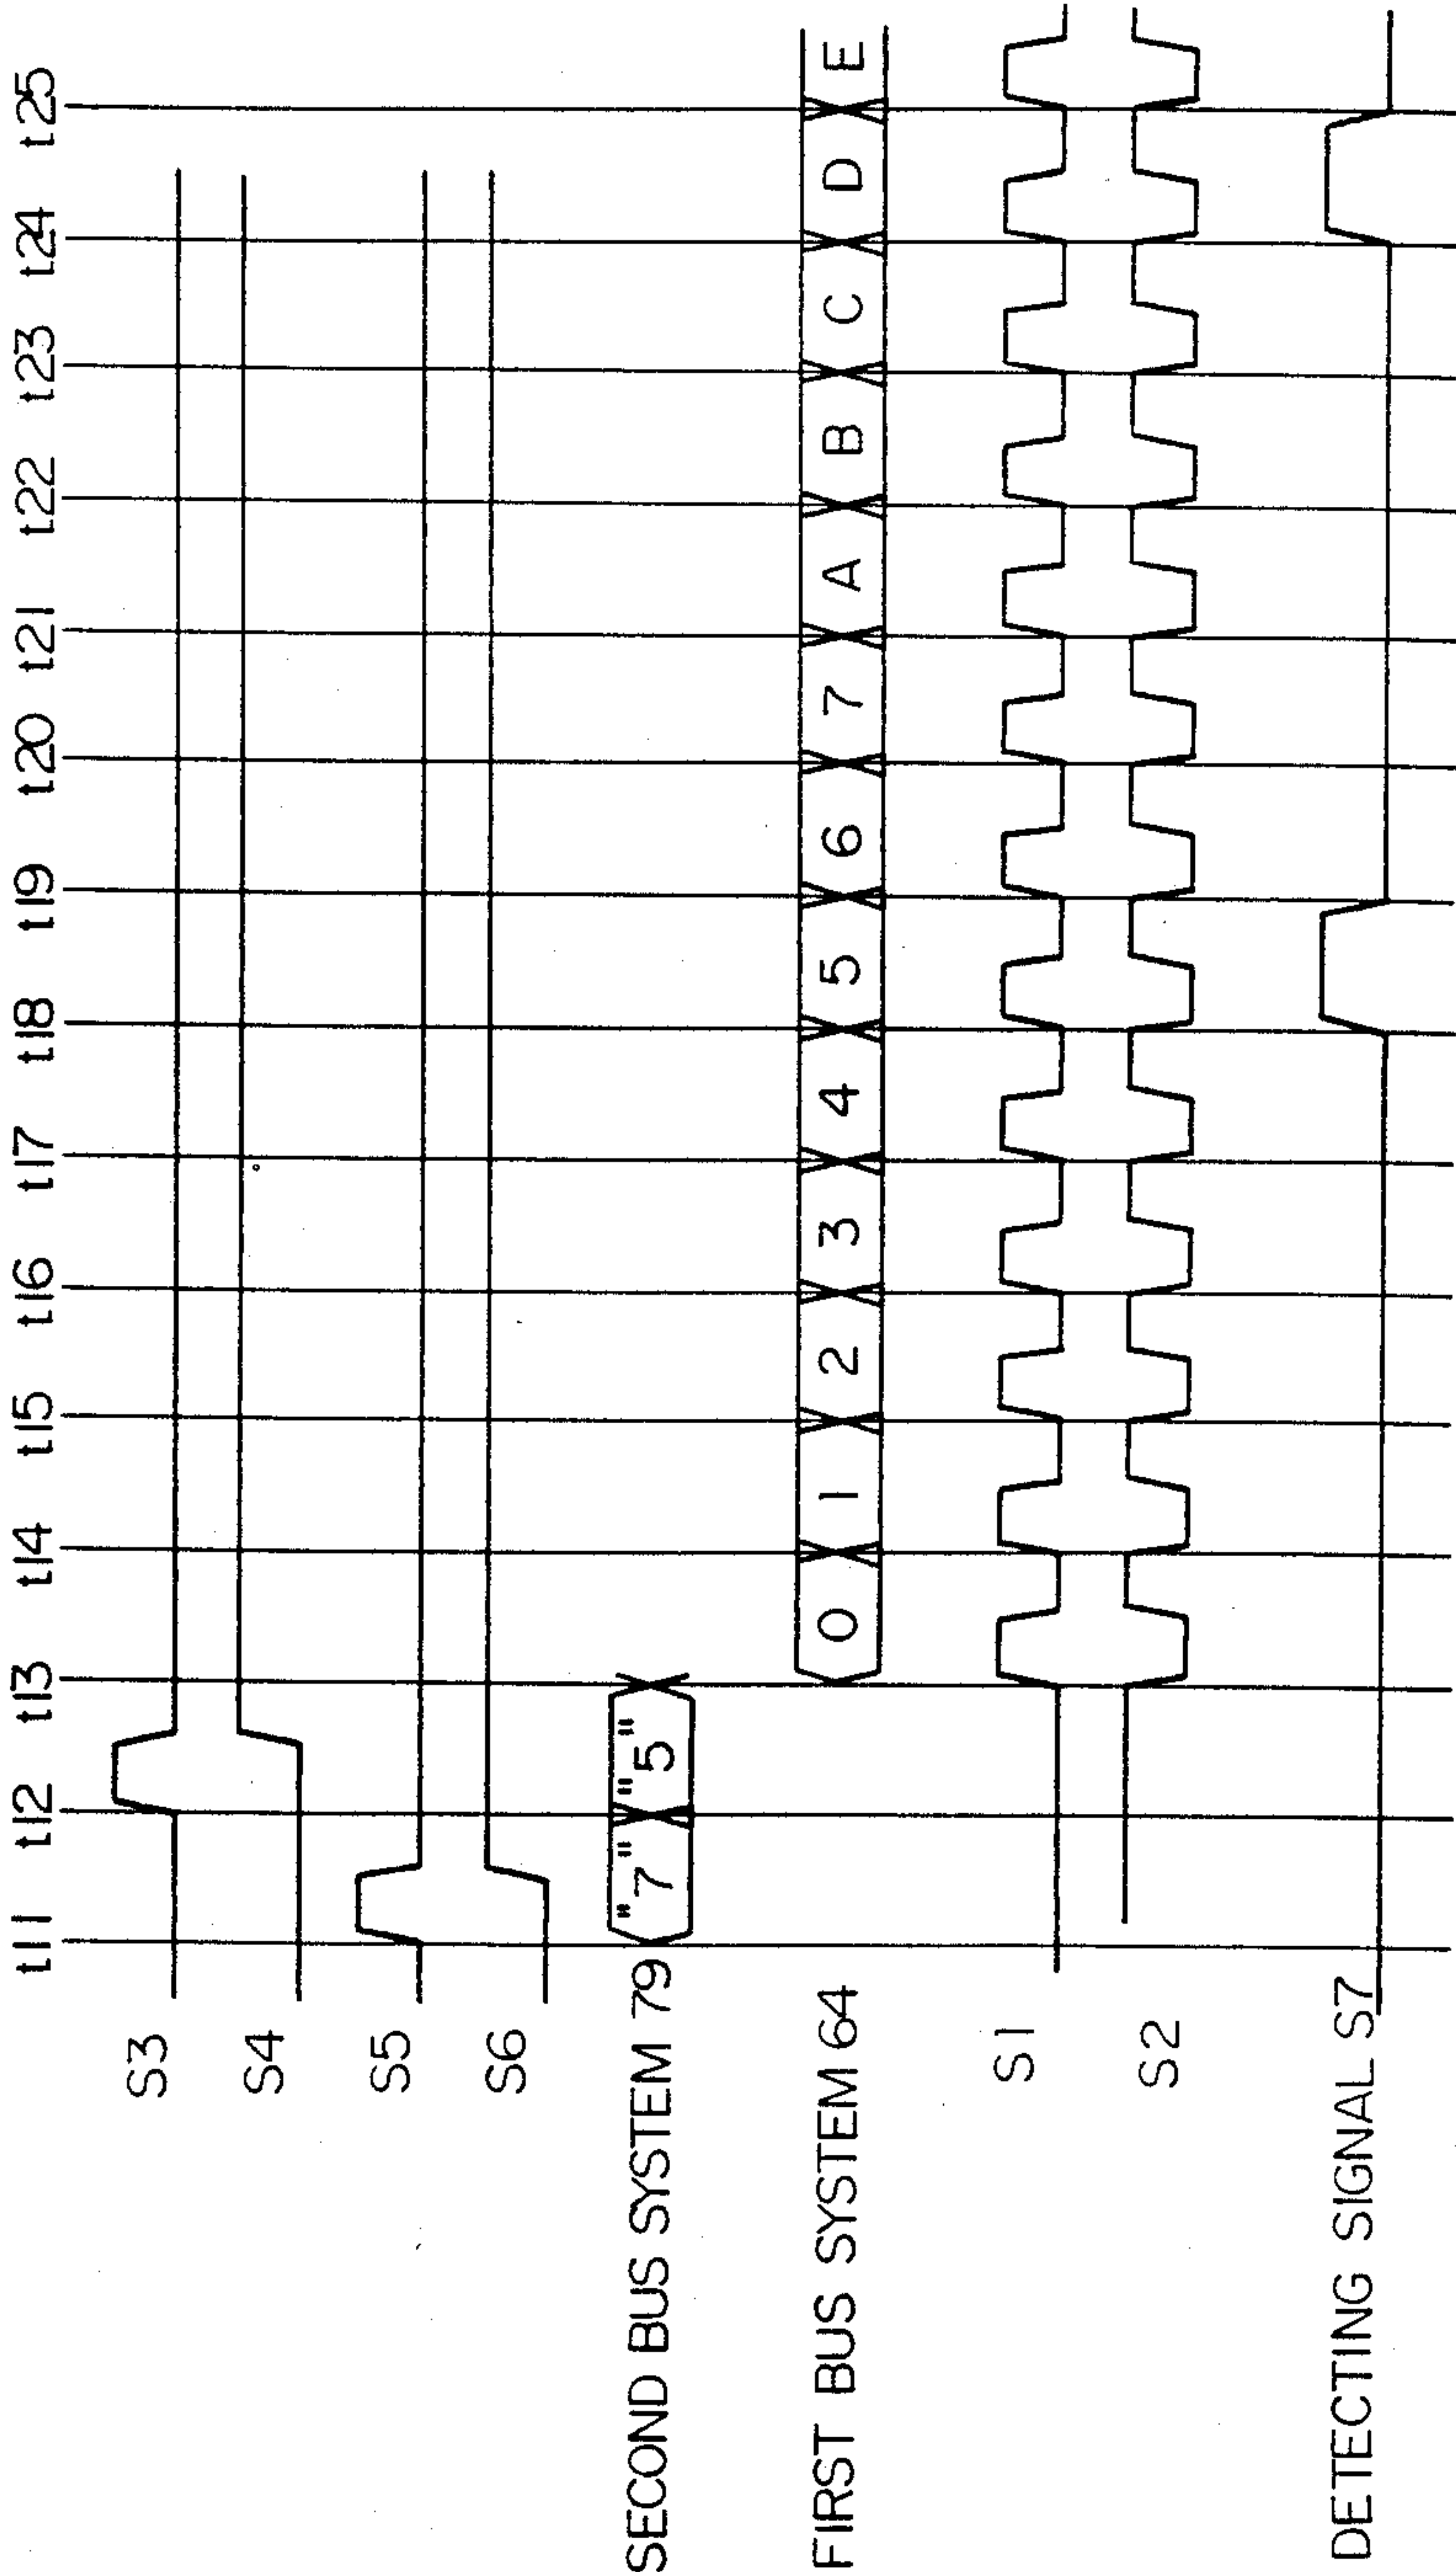 t11 t12 t13 t14 t15 t16 t17 t18 t19 t20 t21 t22 t23 t24 t25
S3
S4
S5
S6
SECOND BUS SYSTEM 79 "7" "5"
FIRST BUS SYSTEM 64 0 1 2 3 4 5 6 7 A B C D E
S1
S2
DETECTING SIGNAL S7